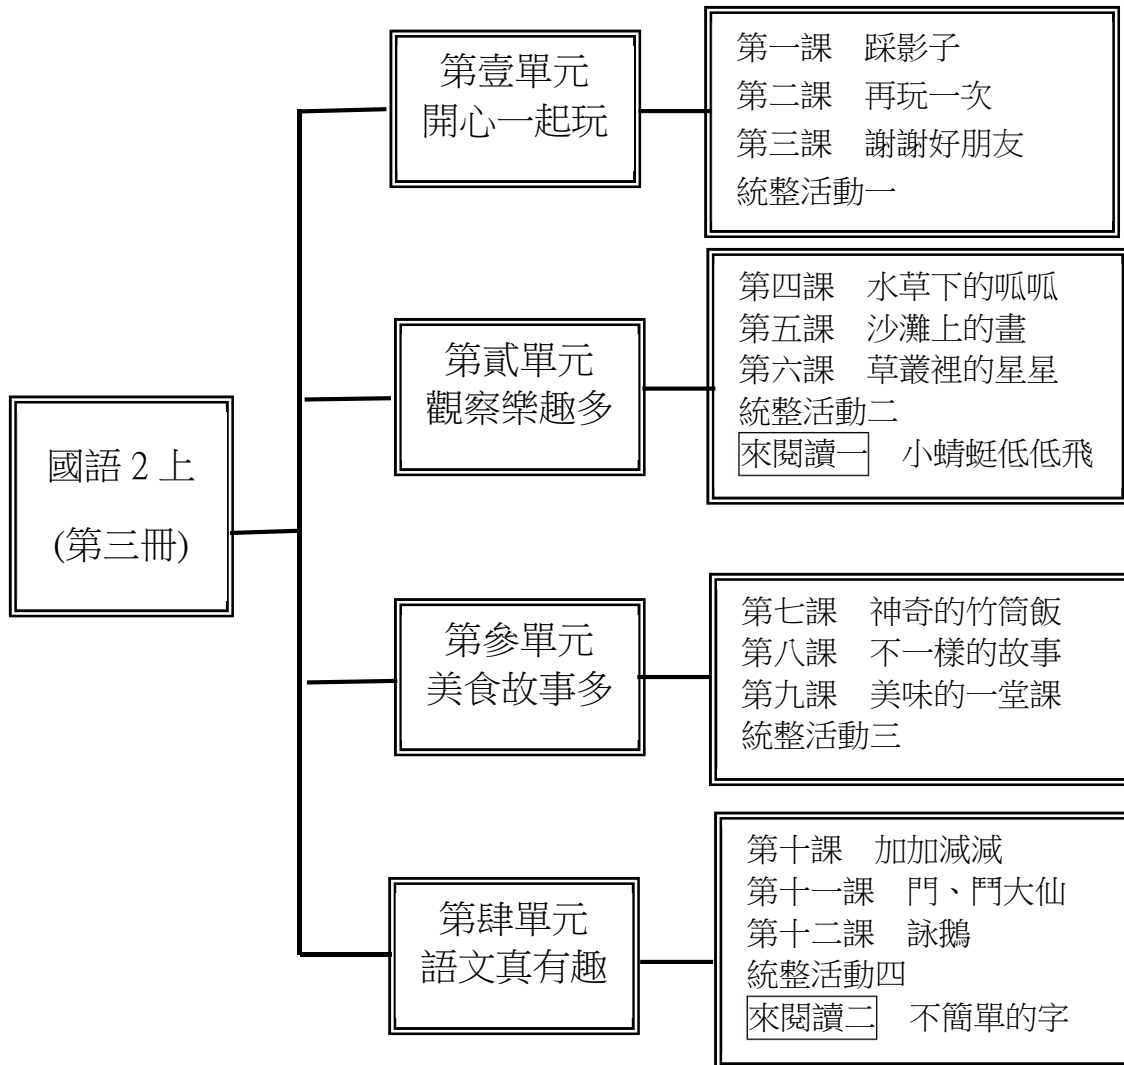 國語 2 上
(第三冊)
第壹單元
開心一起玩
第一課　踩影子
第二課　再玩一次
第三課　謝謝好朋友
統整活動一
第貳單元
觀察樂趣多
第四課　水草下的呱呱
第五課　沙灘上的畫
第六課　草叢裡的星星
統整活動二
來閱讀一　小蜻蜓低低飛
第參單元
美食故事多
第七課　神奇的竹筒飯
第八課　不一樣的故事
第九課　美味的一堂課
統整活動三
第肆單元
語文真有趣
第十課　加加減減
第十一課　門、鬥大仙
第十二課　詠鵝
統整活動四
來閱讀二　不簡單的字